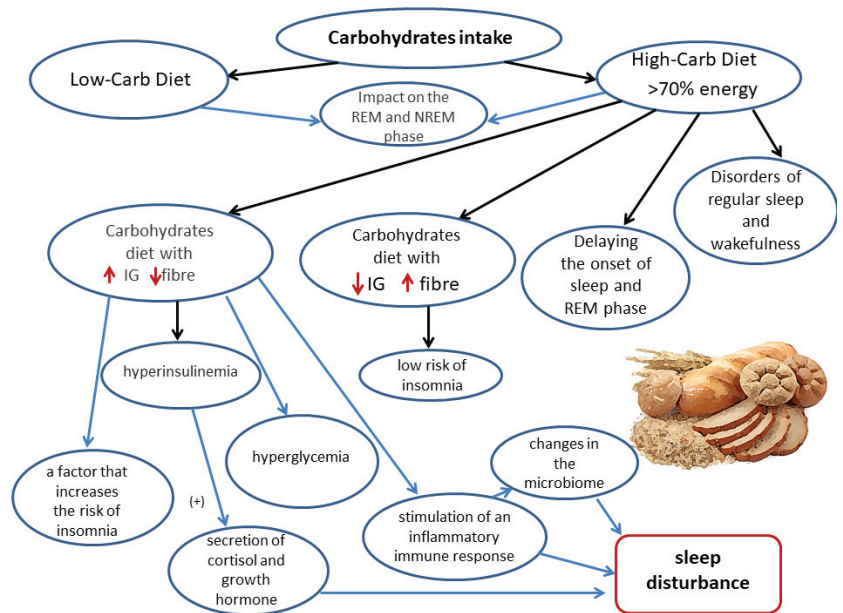 Carbohydrates intake
Low-Carb Diet
High-Carb Diet
>70% energy
Impact on the
REM and NREM
phase
Disorders of
regular sleep
and
wakefulness
Carbohydrates
diet with
↑ IG ↓fibre
Carbohydrates
diet with
↓IG ↑ fibre
Delaying
the onset of
sleep and
REM phase
hyperinsulinemia
low risk of
insomnia
hyperglycemia
changes in
the
microbiome
a factor that
increases
the risk of
insomnia
(+)
stimulation of an
inflammatory
immune response
secretion of
cortisol and
growth
hormone
sleep
disturbance